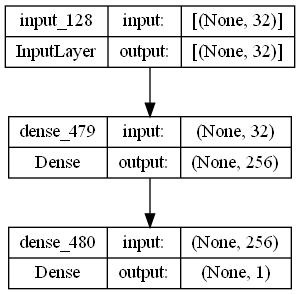 input_128 input: [(None, 32)]
InputLayer output: [(None, 32)]
dense_479 input: (None, 32)
Dense output: (None, 256)
dense_480 input: (None, 256)
Dense output: (None, 1)